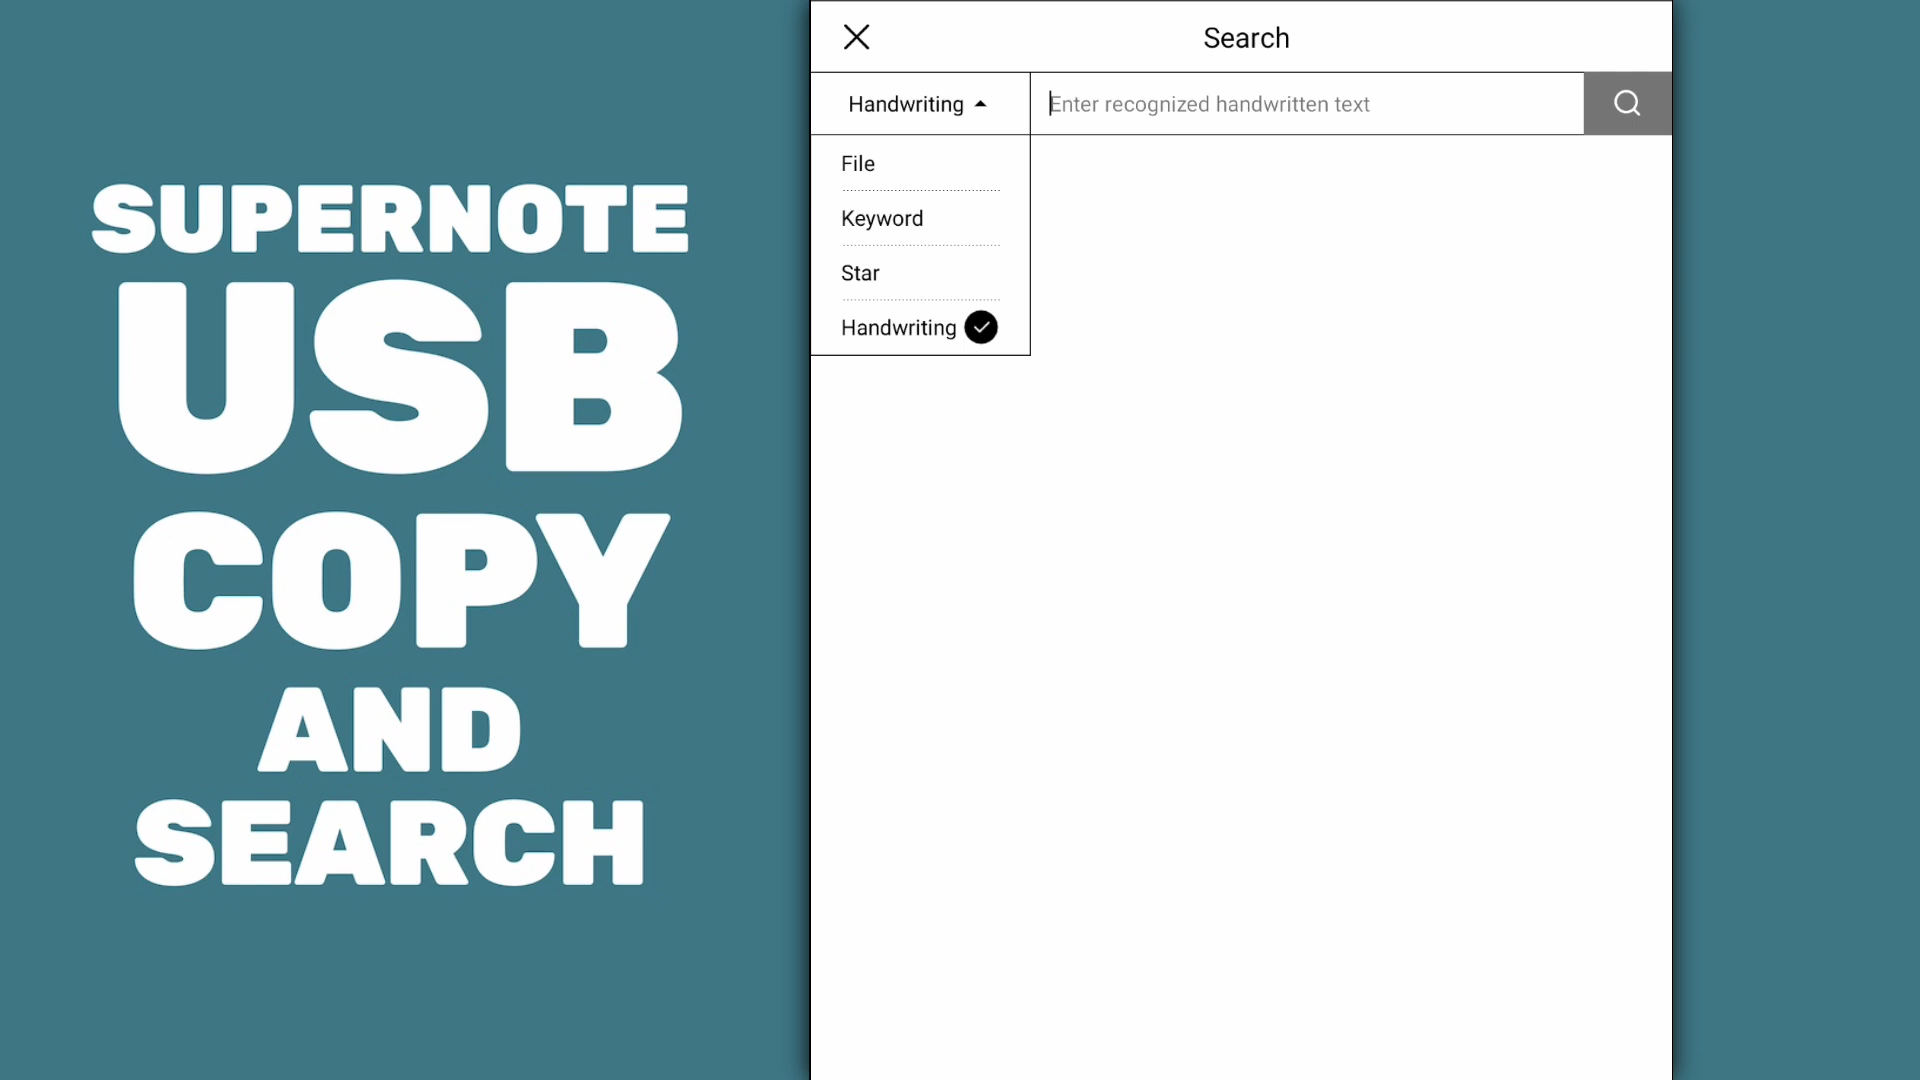 SUPERNOTE
USB
COPY
AND
SEARCH
Search
Handwriting
Enter recognized handwritten text
File
Keyword
Star
Handwriting